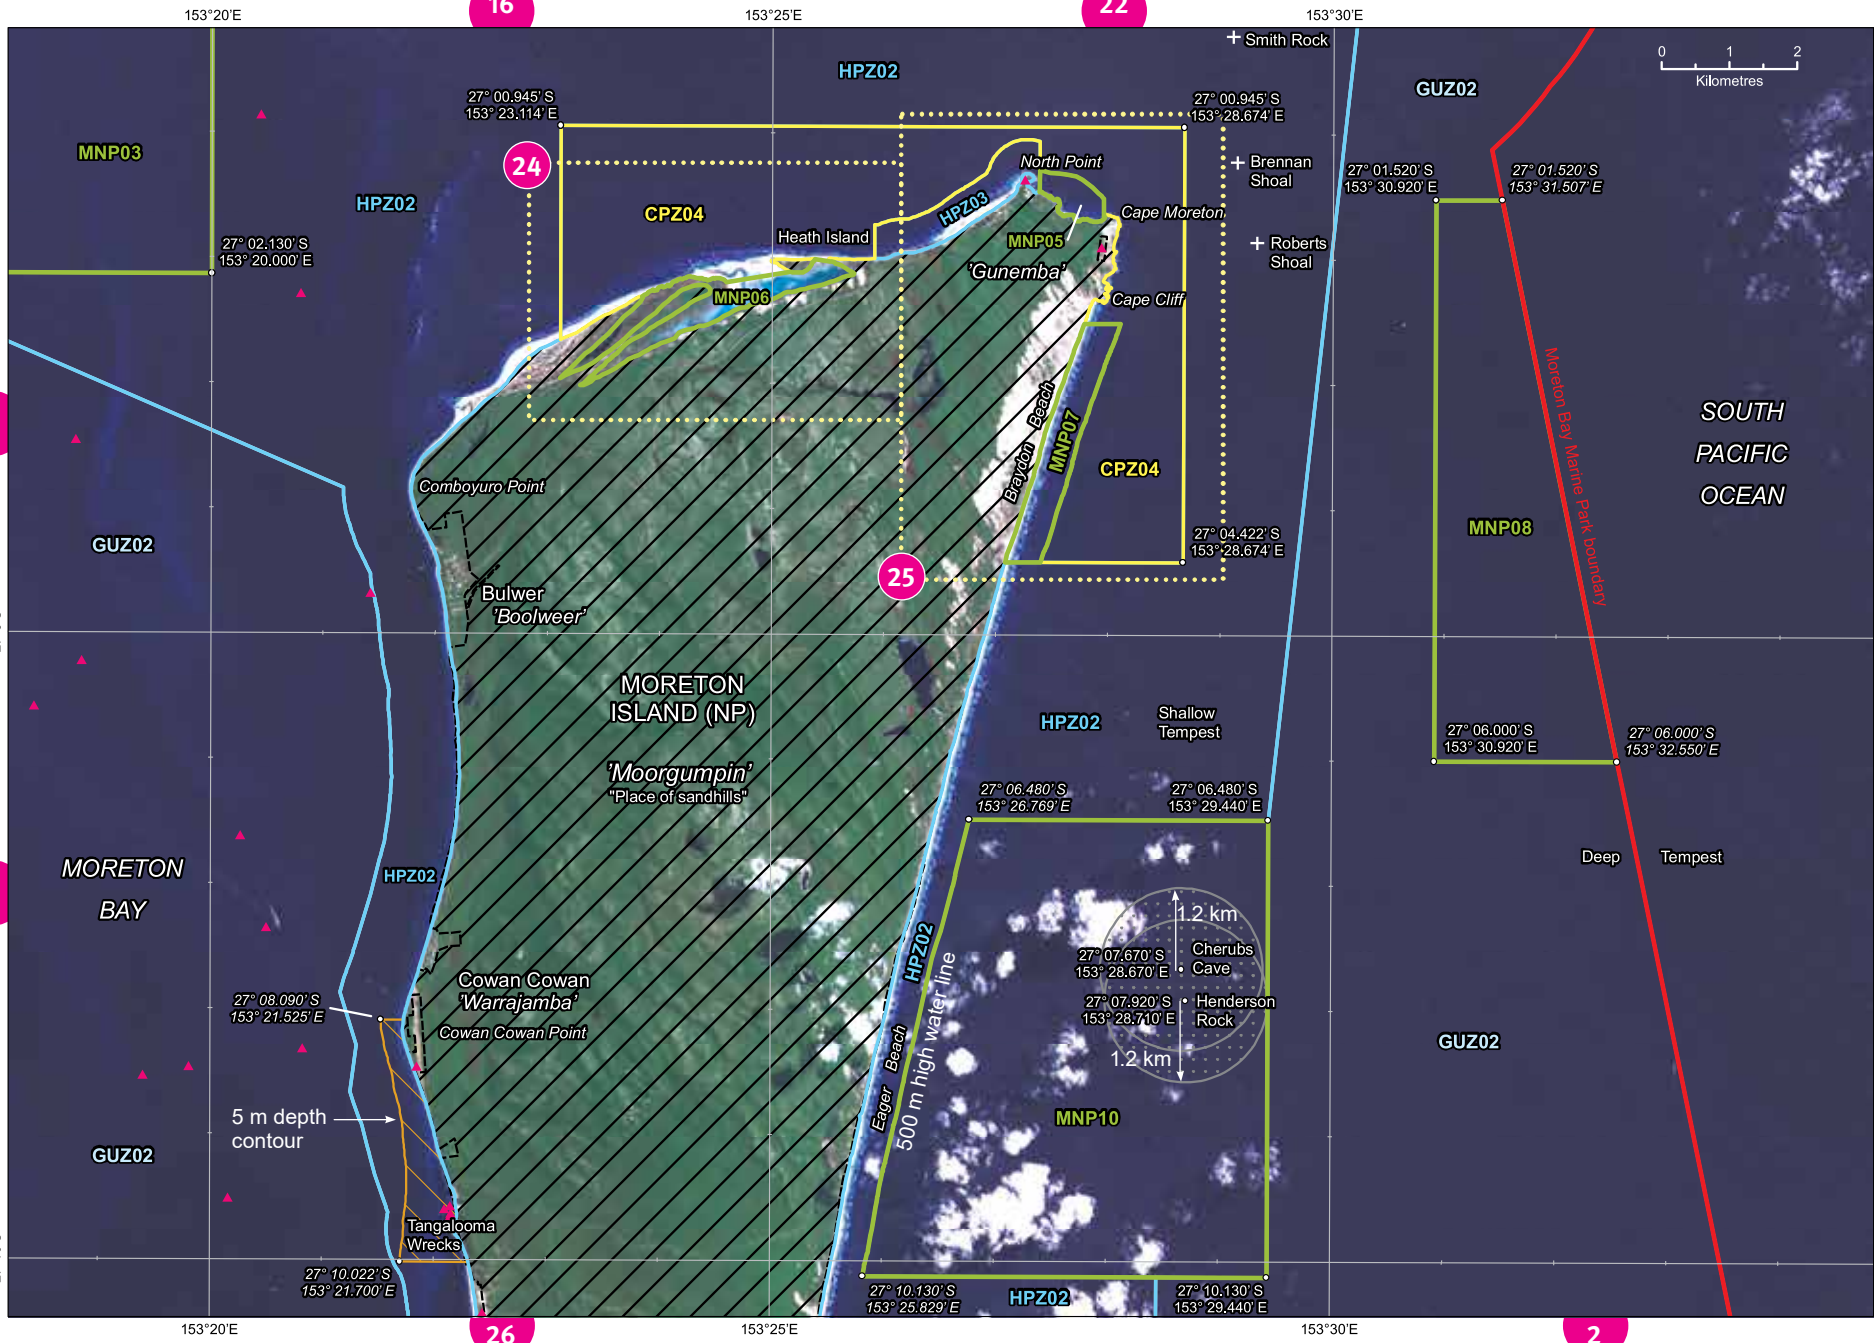 16
22
153°20'E
153°25'E
153°30'E
Smith Rock
0 1 2
Kilometres
HPZ02
GUZ02
27° 00.945' S
153° 23.114' E
27° 00.945' S
153° 28.674' E
MNP03
24
North Point
Brennan
Shoal
27° 01.520' S
153° 30.920' E
27° 01.520' S
153° 31.507' E
HPZ02
CPZ04
HPZ03
Cape Moreton
Heath Island
MNP05
Roberts
Shoal
27° 02.130' S
153° 20.000' E
'Gunemba'
MNP06
Cape Cliff
Moreton Bay Marine Park boundary
SOUTH
PACIFIC
OCEAN
Braydon Beach
MNP07
CPZ04
Comboyuro Point
MNP08
GUZ02
27° 04.422' S
153° 28.674' E
25
Bulwer
'Boolweer'
MORETON
ISLAND (NP)
HPZ02
Shallow
Tempest
27° 06.000' S
153° 30.920' E
27° 06.000' S
153° 32.550' E
'Moorgumpin'
"Place of sandhills"
27° 06.480' S
153° 26.769' E
27° 06.480' S
153° 29.440' E
MORETON
BAY
HPZ02
Deep Tempest
1.2 km
HPZ02
27° 07.670' S
153° 28.670' E
Cherubs
Cave
Cowan Cowan
'Warrajamba'
27° 08.090' S
153° 21.525' E
27° 07.920' S
153° 28.710' E
Henderson
Rock
Cowan Cowan Point
Eager Beach
500 m high water line
1.2 km
GUZ02
5 m depth
contour
MNP10
GUZ02
Tangalooma
Wrecks
27° 10.022' S
153° 21.700' E
27° 10.130' S
153° 25.829' E
HPZ02
27° 10.130' S
153° 29.440' E
153°20'E
153°25'E
153°30'E
26
2